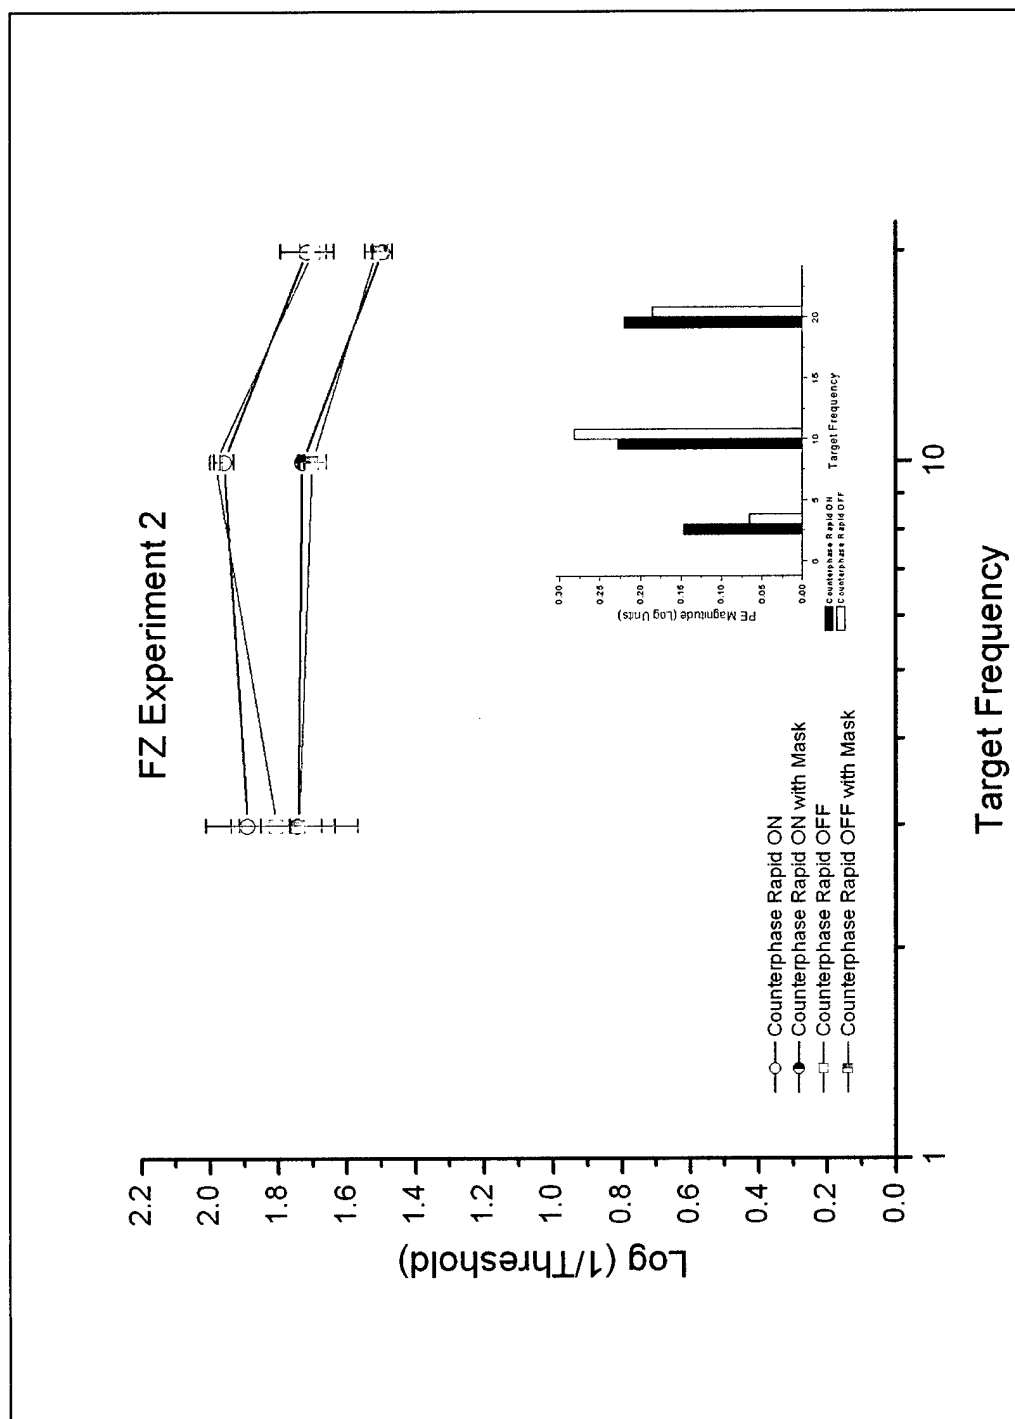 FZ Experiment 2
Log (1/Threshold)
2.2
2.0
1.8
1.6
1.4
1.2
1.0
0.8
0.6
0.4
0.2
0.0
1
10
Target Frequency
Counterphase Rapid ON
Counterphase Rapid ON with Mask
Counterphase Rapid OFF
Counterphase Rapid OFF with Mask
PE Magnitude (Log Units)
0.30
0.25
0.20
0.15
0.10
0.05
0.00
0
5
10
15
20
Target Frequency
Counterphase Rapid ON
Counterphase Rapid OFF